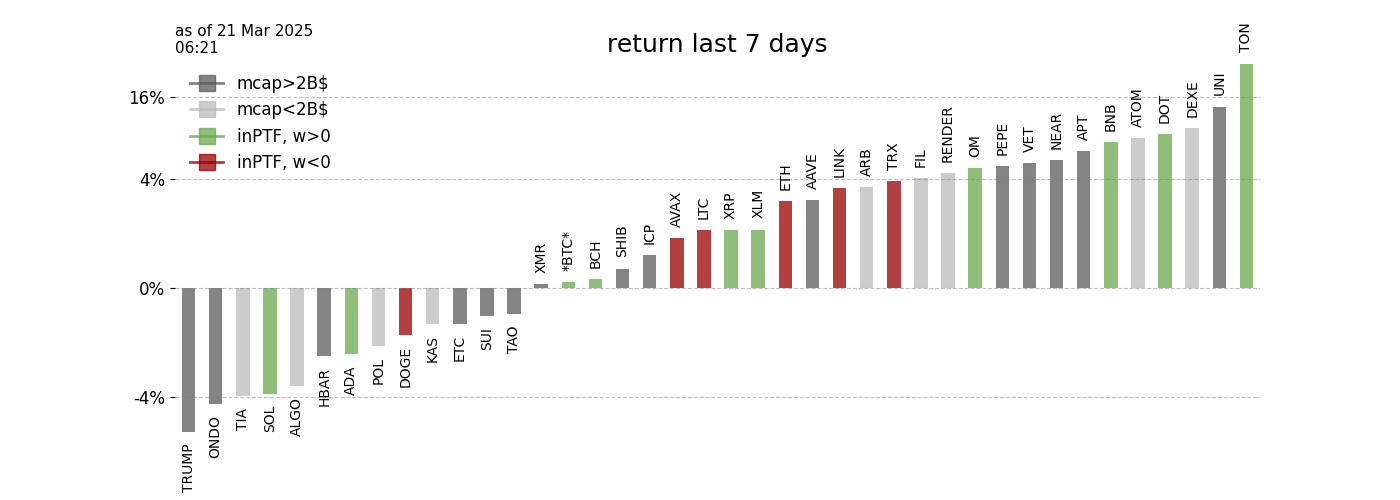 as of 21 Mar 2025
06:21
return last 7 days
mcap>2B$
mcap<2B$
inPTF, w>0
inPTF, w<0
16%
4%
0%
-4%
TRUMP
ONDO
TIA
SOL
ALGO
HBAR
ADA
POL
DOGE
KAS
ETC
SUI
TAO
XMR
*BTC*
BCH
SHIB
ICP
AVAX
LTC
XRP
XLM
ETH
AAVE
LINK
ARB
TRX
FIL
RENDER
OM
PEPE
VET
NEAR
APT
BNB
ATOM
DOT
DEXE
UNI
TON